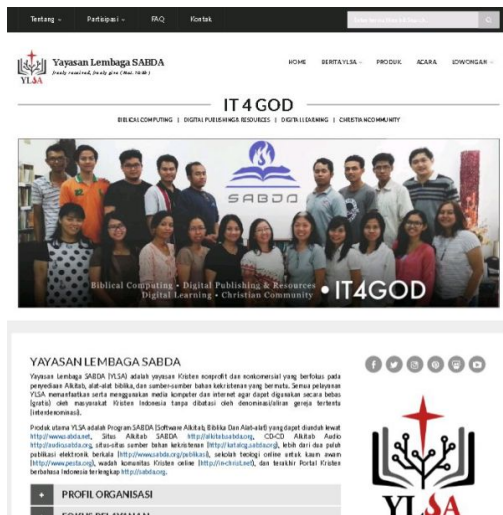 Tentang
Partisipasi
FAQ
Kontak
Yayasan Lembaga SABDA
freely received, freely give (Mat. 10:8b)
YLSA
HOME
BERITA YLSA
PRODUK
ACARA
LOWONGAN
IT 4 GOD
BIBLICAL COMPUTING | DIGITAL PUBLISHING & RESOURCES | DIGITAL LEARNING | CHRISTIAN COMMUNITY
SABDA
Biblical Computing • Digital Publishing & Resources
Digital Learning • Christian Community
• IT4GOD
YAYASAN LEMBAGA SABDA
Yayasan Lembaga SABDA (YLSA) adalah yayasan Kristen nonprofit dan nonkomersial yang berfokus pada
penyediaan Alkitab, alat-alat biblika, dan sumber-sumber bahan kekristenan yang bermutu. Semua pelayanan
YLSA memanfaatkan serta menggunakan media komputer dan internet agar dapat digunakan secara bebas
(gratis) oleh masyarakat Kristen Indonesia tanpa dibatasi oleh denominasi/aliran gereja tertentu
(interdenominasi).
Produk utama YLSA adalah Program SABDA (Software Alkitab, Biblika Dan Alat-alat) yang dapat diunduh lewat
http://www.sabda.net, Situs Alkitab SABDA http://alkitab.sabda.org, CD-CD Alkitab Audio
http://audio.sabda.org, situs-situs sumber bahan kekristenan (http://katalog.sabda.org), lebih dari dua puluh
publikasi elektronik berkala (http://www.sabda.org/publikasi), sekolah teologi online untuk kaum awam
(http://www.pesta.org), wadah komunitas Kristen online (http://in-christ.net), dan terakhir Portal Kristen
berbahasa Indonesia terlengkap http://sabda.org.
+ PROFIL ORGANISASI
YLSA